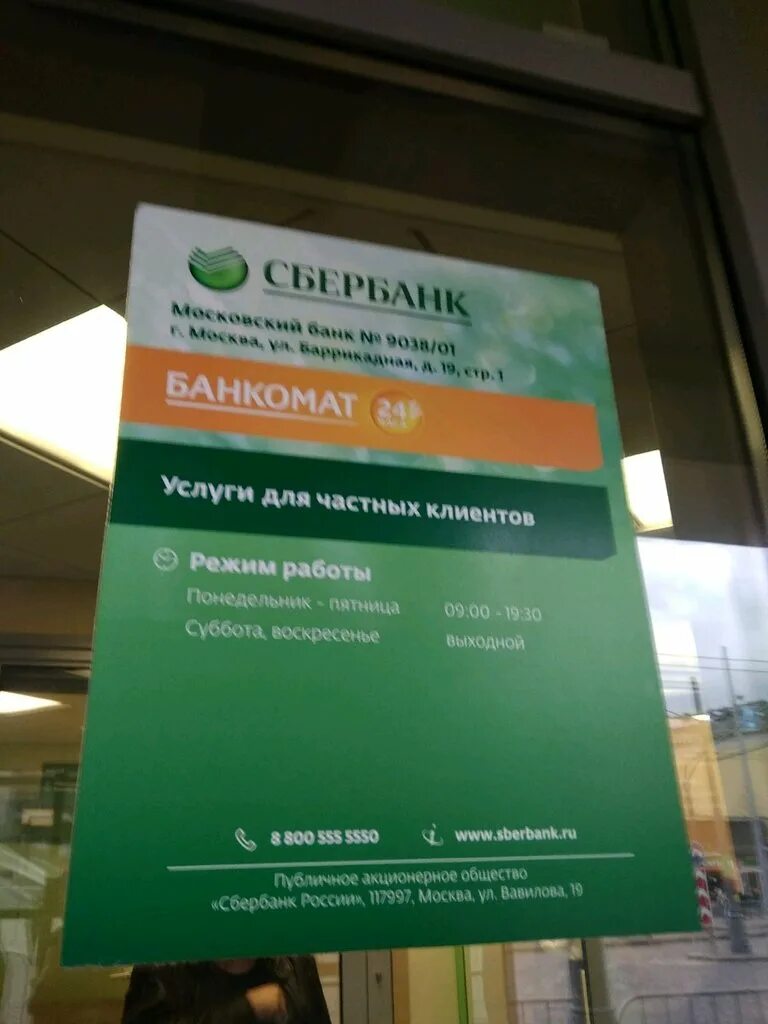 СБЕРБАНК
Московский банк № 9038/01
г. Москва, ул. Баррикадная, д. 19, стр. 1
БАНКОМАТ 24
Услуги для частных клиентов
Режим работы
Понедельник - пятница 09:00 - 19:30
Суббота, воскресенье выходной
8 800 555 5550 www.sberbank.ru
Публичное акционерное общество
«Сбербанк России», 117997, Москва, ул. Вавилова, 19